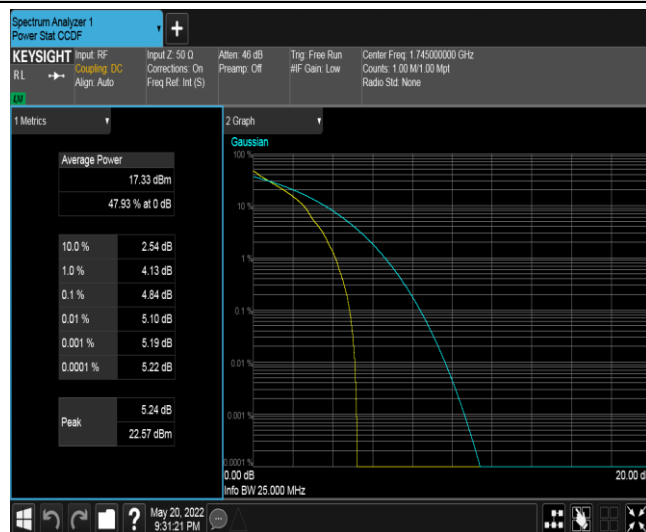 Spectrum Analyzer 1
Power Stat CCDF
+
KEYSIGHT
RL
LNI
Input: RF
Coupling: DC
Align: Auto
Input Z: 50 Ω
Corrections: On
Freq Ref: Int (S)
Atten: 46 dB
Preamp: Off
Trig: Free Run
#IF Gain: Low
Center Freq: 1.745000000 GHz
Counts: 1.00 M/1.00 Mpt
Radio Std: None
1 Metrics
Average Power
17.33 dBm
47.93 % at 0 dB
10.0 % 2.54 dB
1.0 % 4.13 dB
0.1 % 4.84 dB
0.01 % 5.10 dB
0.001 % 5.19 dB
0.0001 % 5.22 dB
Peak
5.24 dB
22.57 dBm
2 Graph
Gaussian
100 %
10 %
1 %
0.1 %
0.01 %
0.001 %
0.0001 %
0.00 dB
20.00 d
Info BW 25.000 MHz
?
May 20, 2022
9:31:21 PM